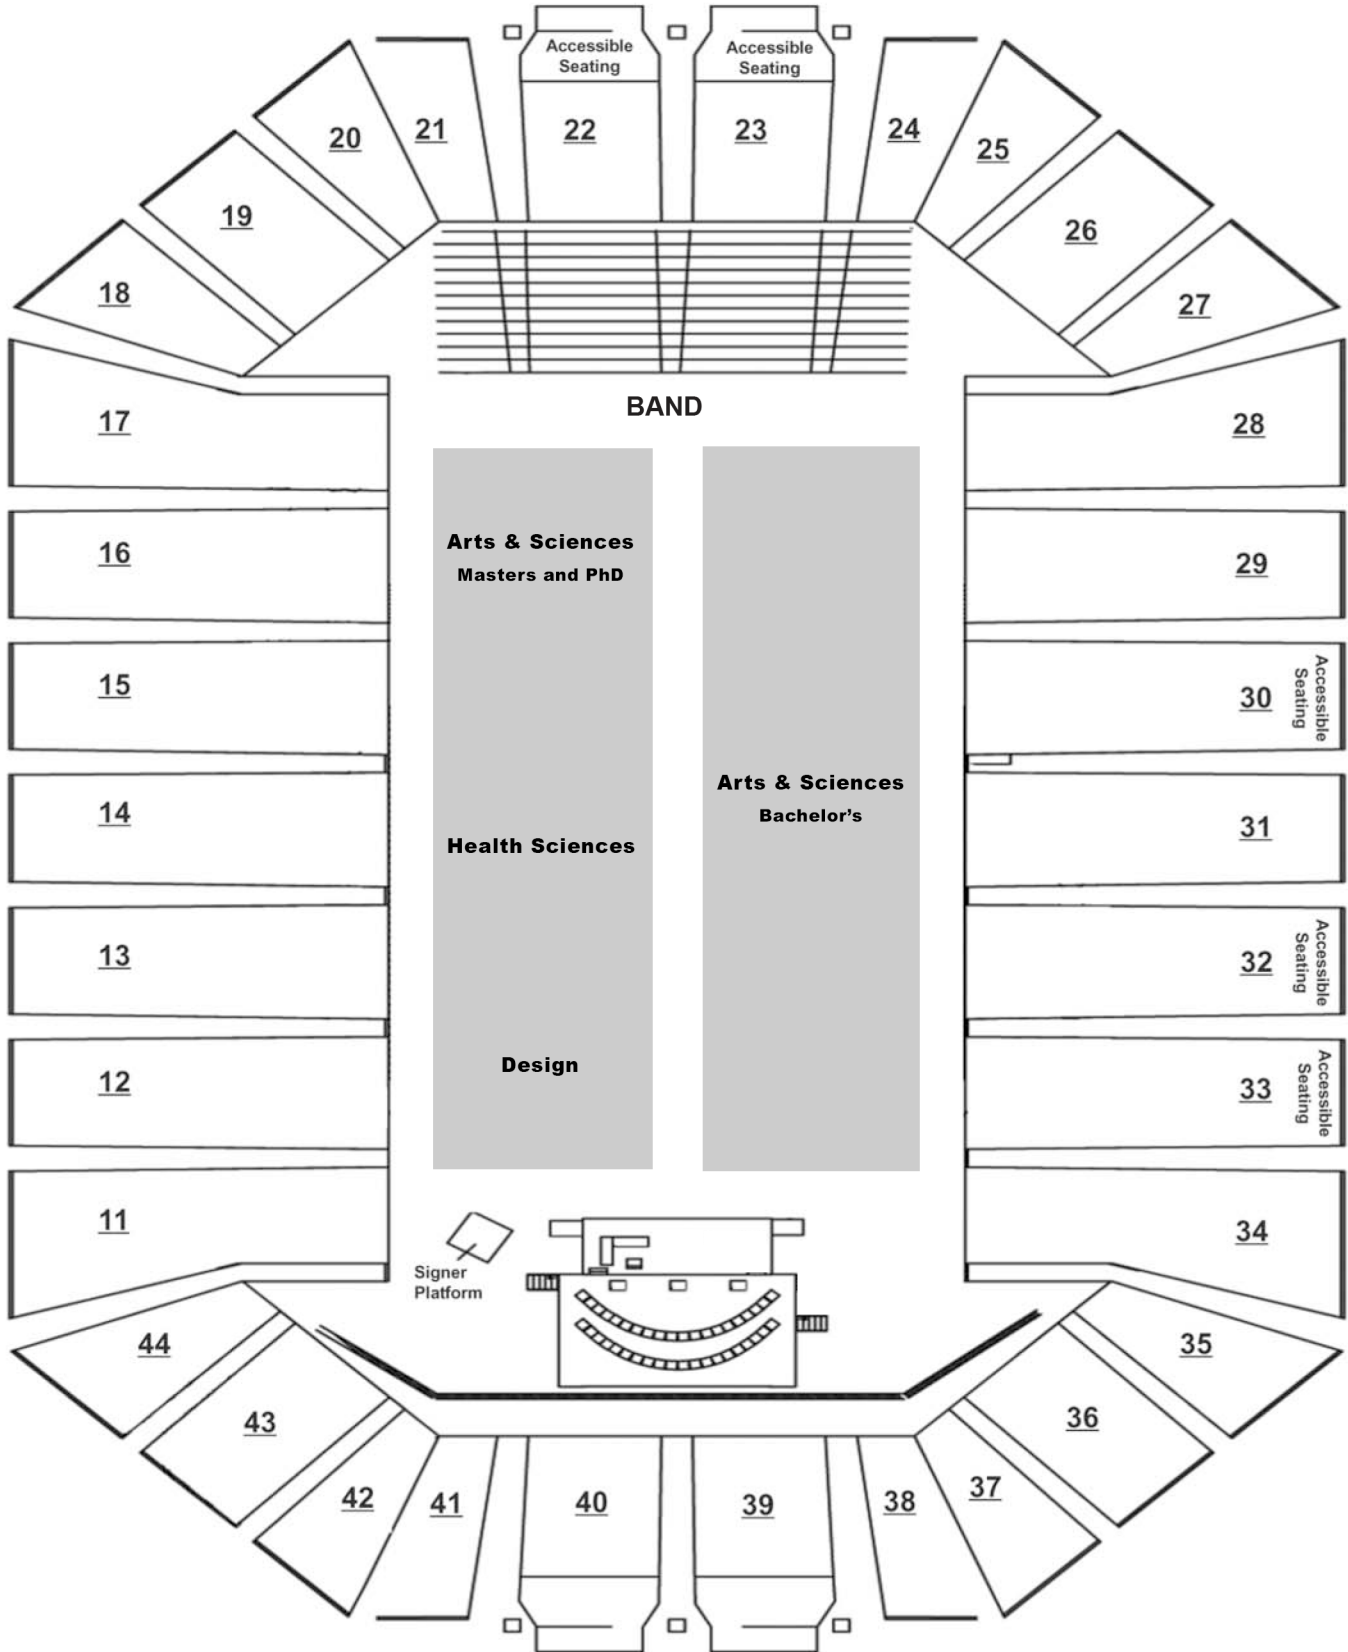 Accessible
Seating
Accessible
Seating
20
21
22
23
24
25
19
26
18
27
BAND
17
28
Arts & Sciences
Masters and PhD
16
29
15
30
Accessible
Seating
Arts & Sciences
Bachelor's
14
31
Health Sciences
13
32
Accessible
Seating
Design
12
33
Accessible
Seating
11
34
Signer
Platform
44
35
43
36
42
41
40
39
38
37